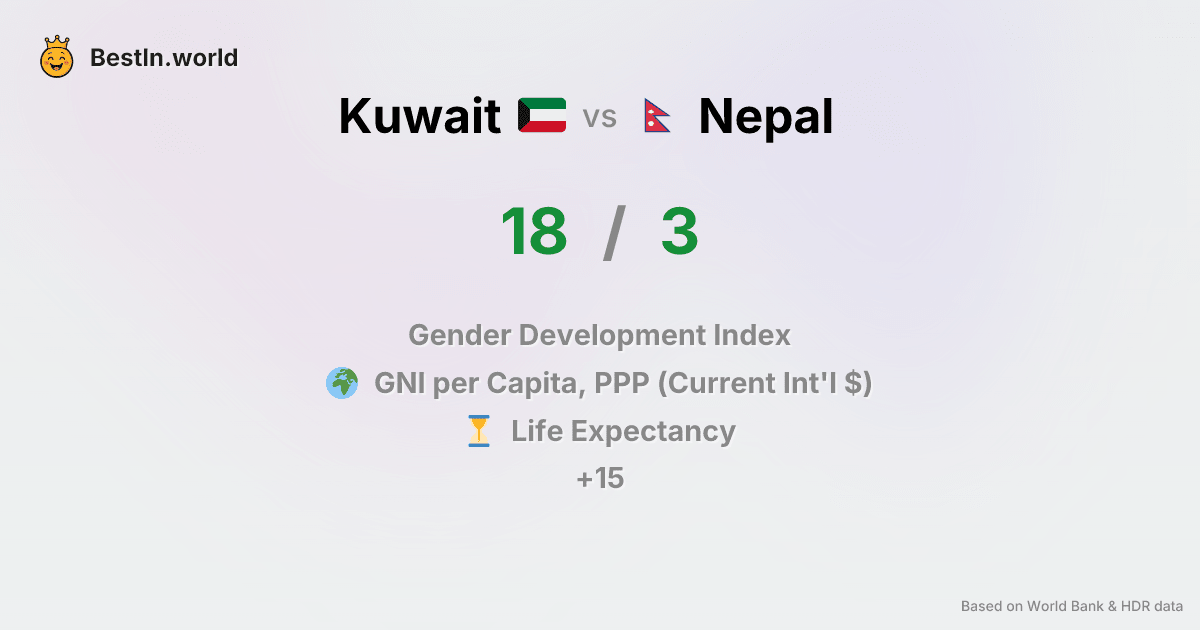 BestIn.world
Kuwait vs Nepal
18 / 3
Gender Development Index
GNI per Capita, PPP (Current Int'l $)
Life Expectancy
+15
Based on World Bank & HDR data